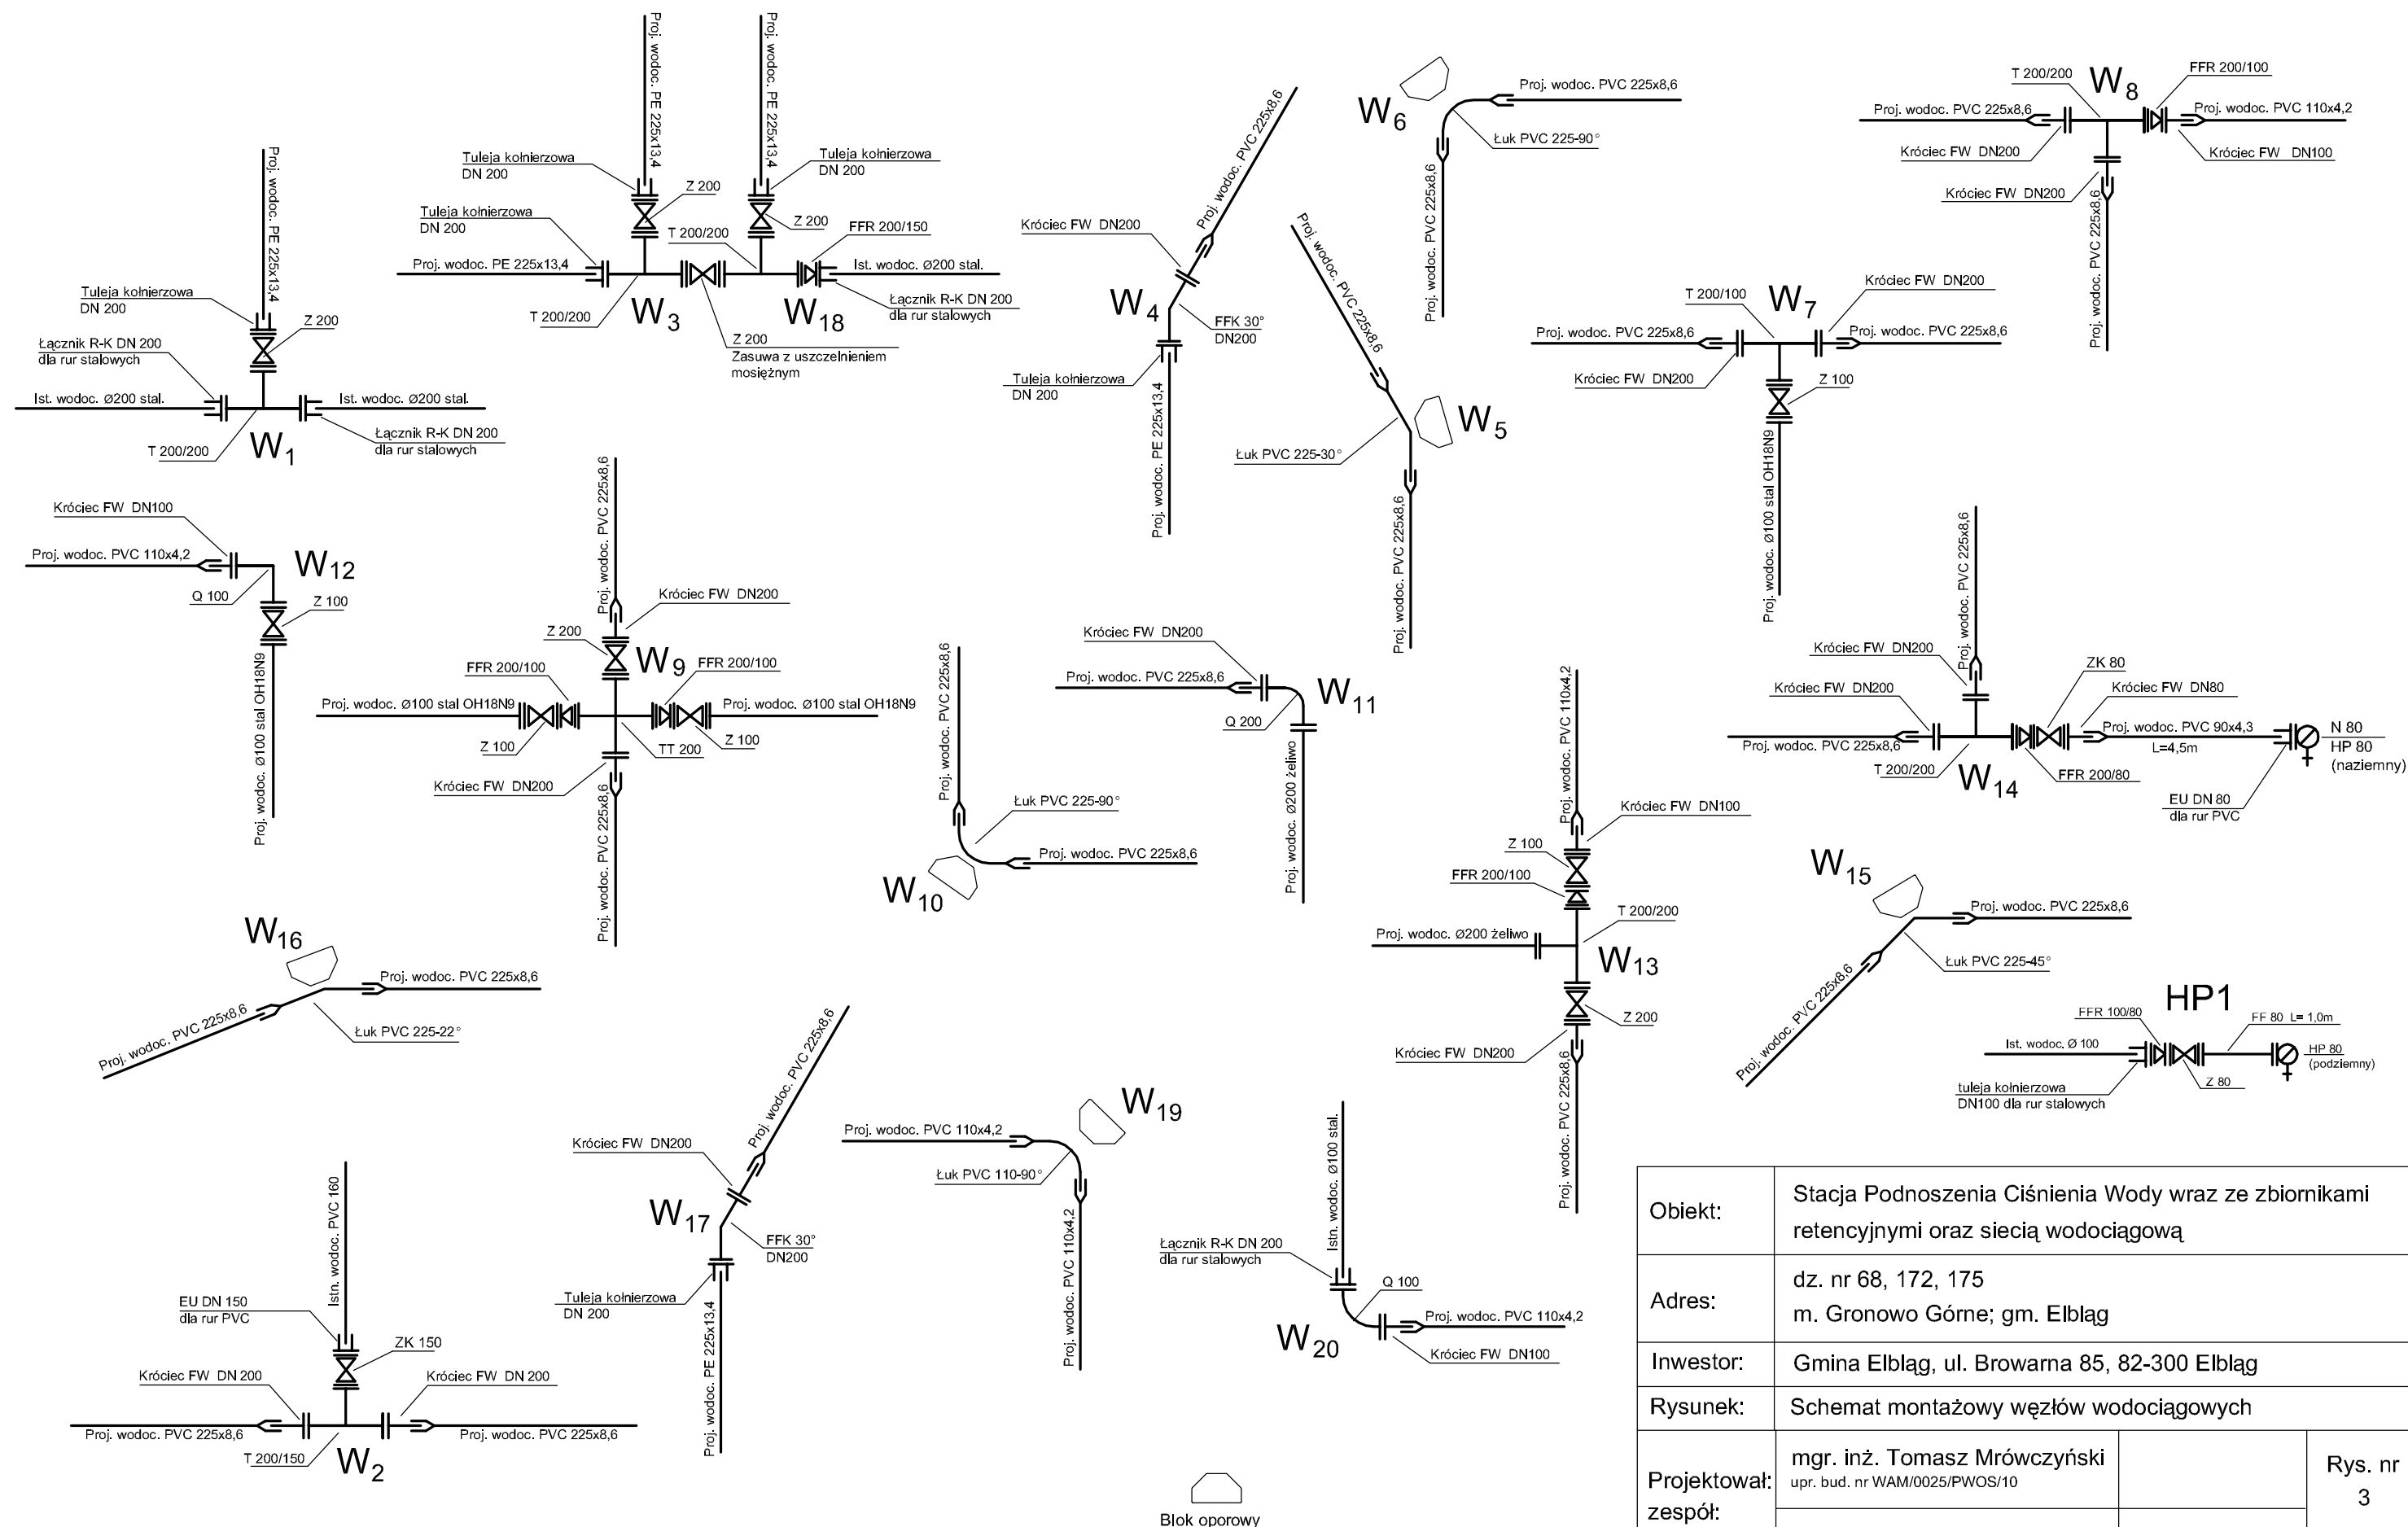 Proj. wodoc. PE 225x13,4
Tuleja kołnierzowa
DN 200
Z 200
Łącznik R-K DN 200
dla rur stalowych
Ist. wodoc. Ø200 stal.
Ist. wodoc. Ø200 stal.
Łącznik R-K DN 200
dla rur stalowych
T 200/200
W1
Proj. wodoc. PE 225x13,4
Proj. wodoc. PE 225x13,4
Tuleja kołnierzowa
DN 200
Tuleja kołnierzowa
DN 200
Z 200
Tuleja kołnierzowa
DN 200
Z 200
T 200/200
FFR 200/150
Proj. wodoc. PE 225x13,4
Ist. wodoc. Ø200 stal.
Łącznik R-K DN 200
dla rur stalowych
T 200/200
W3
W18
Z 200
Zasuwa z uszczelnieniem
mosiężnym
Proj. wodoc. PVC 225x8,6
Króciec FW DN200
W4
FFK 30°
DN200
Tuleja kołnierzowa
DN 200
Proj. wodoc. PE 225x13,4
W6
Proj. wodoc. PVC 225x8,6
Łuk PVC 225-90°
Proj. wodoc. PVC 225x8,6
Proj. wodoc. PVC 225x8,6
W5
Łuk PVC 225-30°
Proj. wodoc. PVC 225x8,6
T 200/200
W8
FFR 200/100
Proj. wodoc. PVC 225x8,6
Proj. wodoc. PVC 110x4,2
Króciec FW DN200
Króciec FW DN100
Króciec FW DN200
Proj. wodoc. PVC 225x8,6
T 200/100
W7
Króciec FW DN200
Proj. wodoc. PVC 225x8,6
Proj. wodoc. PVC 225x8,6
Króciec FW DN200
Z 100
Proj. wodoc. Ø100 stal OH18N9
Króciec FW DN100
Proj. wodoc. PVC 110x4,2
W12
Q 100
Z 100
Proj. wodoc. Ø100 stal OH18N9
Proj. wodoc. PVC 225x8,6
Króciec FW DN200
Z 200
W9
FFR 200/100
FFR 200/100
Proj. wodoc. Ø100 stal OH18N9
Proj. wodoc. Ø100 stal OH18N9
Z 100
TT 200
Z 100
Króciec FW DN200
Proj. wodoc. PVC 225x8,6
Proj. wodoc. PVC 225x8,6
Łuk PVC 225-90°
Proj. wodoc. PVC 225x8,6
W10
Króciec FW DN200
Proj. wodoc. PVC 225x8,6
W11
Q 200
Proj. wodoc. Ø200 żeliwo
Proj. wodoc. PVC 110x4,2
Króciec FW DN100
Z 100
FFR 200/100
T 200/200
Proj. wodoc. Ø200 żeliwo
W13
Z 200
Króciec FW DN200
Proj. wodoc. PVC 225x8,6
Proj. wodoc. PVC 225x8,6
Króciec FW DN200
ZK 80
Króciec FW DN200
Króciec FW DN80
Proj. wodoc. PVC 225x8,6
Proj. wodoc. PVC 90x4,3
L=4,5m
N 80
HP 80
(naziemny)
T 200/200
W14
FFR 200/80
EU DN 80
dla rur PVC
W15
Proj. wodoc. PVC 225x8,6
Łuk PVC 225-45°
Proj. wodoc. PVC 225x8,6
HP1
FFR 100/80
FF 80 L= 1,0m
Ist. wodoc. Ø 100
HP 80
(podziemny)
tuleja kołnierzowa
DN100 dla rur stalowych
Z 80
W16
Proj. wodoc. PVC 225x8,6
Proj. wodoc. PVC 225x8,6
Łuk PVC 225-22°
Proj. wodoc. PVC 225x8,6
Króciec FW DN200
W17
FFK 30°
DN200
Tuleja kołnierzowa
DN 200
Proj. wodoc. PE 225x13,4
Proj. wodoc. PVC 110x4,2
W19
Łuk PVC 110-90°
Proj. wodoc. PVC 110x4,2
Istn. wodoc. Ø100 stal.
Łącznik R-K DN 200
dla rur stalowych
Q 100
Proj. wodoc. PVC 110x4,2
W20
Króciec FW DN100
Istn. wodoc. PVC 160
EU DN 150
dla rur PVC
ZK 150
Króciec FW DN 200
Króciec FW DN 200
Proj. wodoc. PVC 225x8,6
Proj. wodoc. PVC 225x8,6
T 200/150
W2
Blok oporowy
Obiekt:
Stacja Podnoszenia Ciśnienia Wody wraz ze zbiornikami
retencyjnymi oraz siecią wodociągową
Adres:
dz. nr 68, 172, 175
m. Gronowo Górne; gm. Elbląg
Inwestor:
Gmina Elbląg, ul. Browarna 85, 82-300 Elbląg
Rysunek:
Schemat montażowy węzłów wodociągowych
Projektował:
zespół:
mgr. inż. Tomasz Mrówczyński
upr. bud. nr WAM/0025/PWOS/10
Rys. nr
3